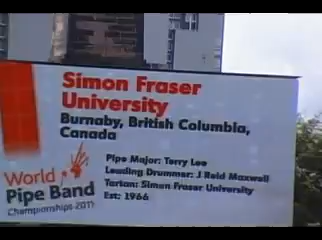 Simon Fraser
University
Burnaby, British Columbia,
Canada
Pipe Major: Terry Lee
Leading Drummer: J Reid Maxwell
Tartan: Simon Fraser University
Est: 1966
World
Pipe Band
Championships 2011